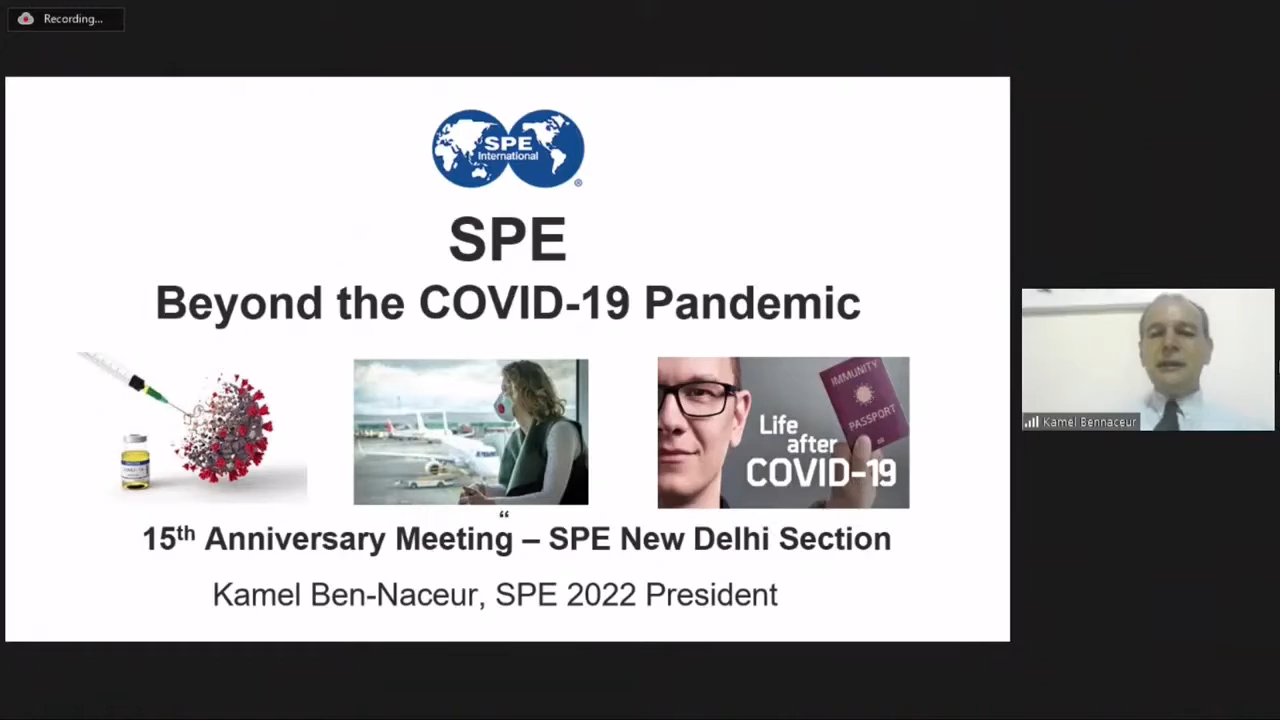 Recording...
SPE
International
®
SPE
Beyond the COVID-19 Pandemic
IMMUNITY
PASSPORT
Life
after
COVID-19
“
15th Anniversary Meeting – SPE New Delhi Section
Kamel Ben-Naceur, SPE 2022 President
Kamel Bennaceur